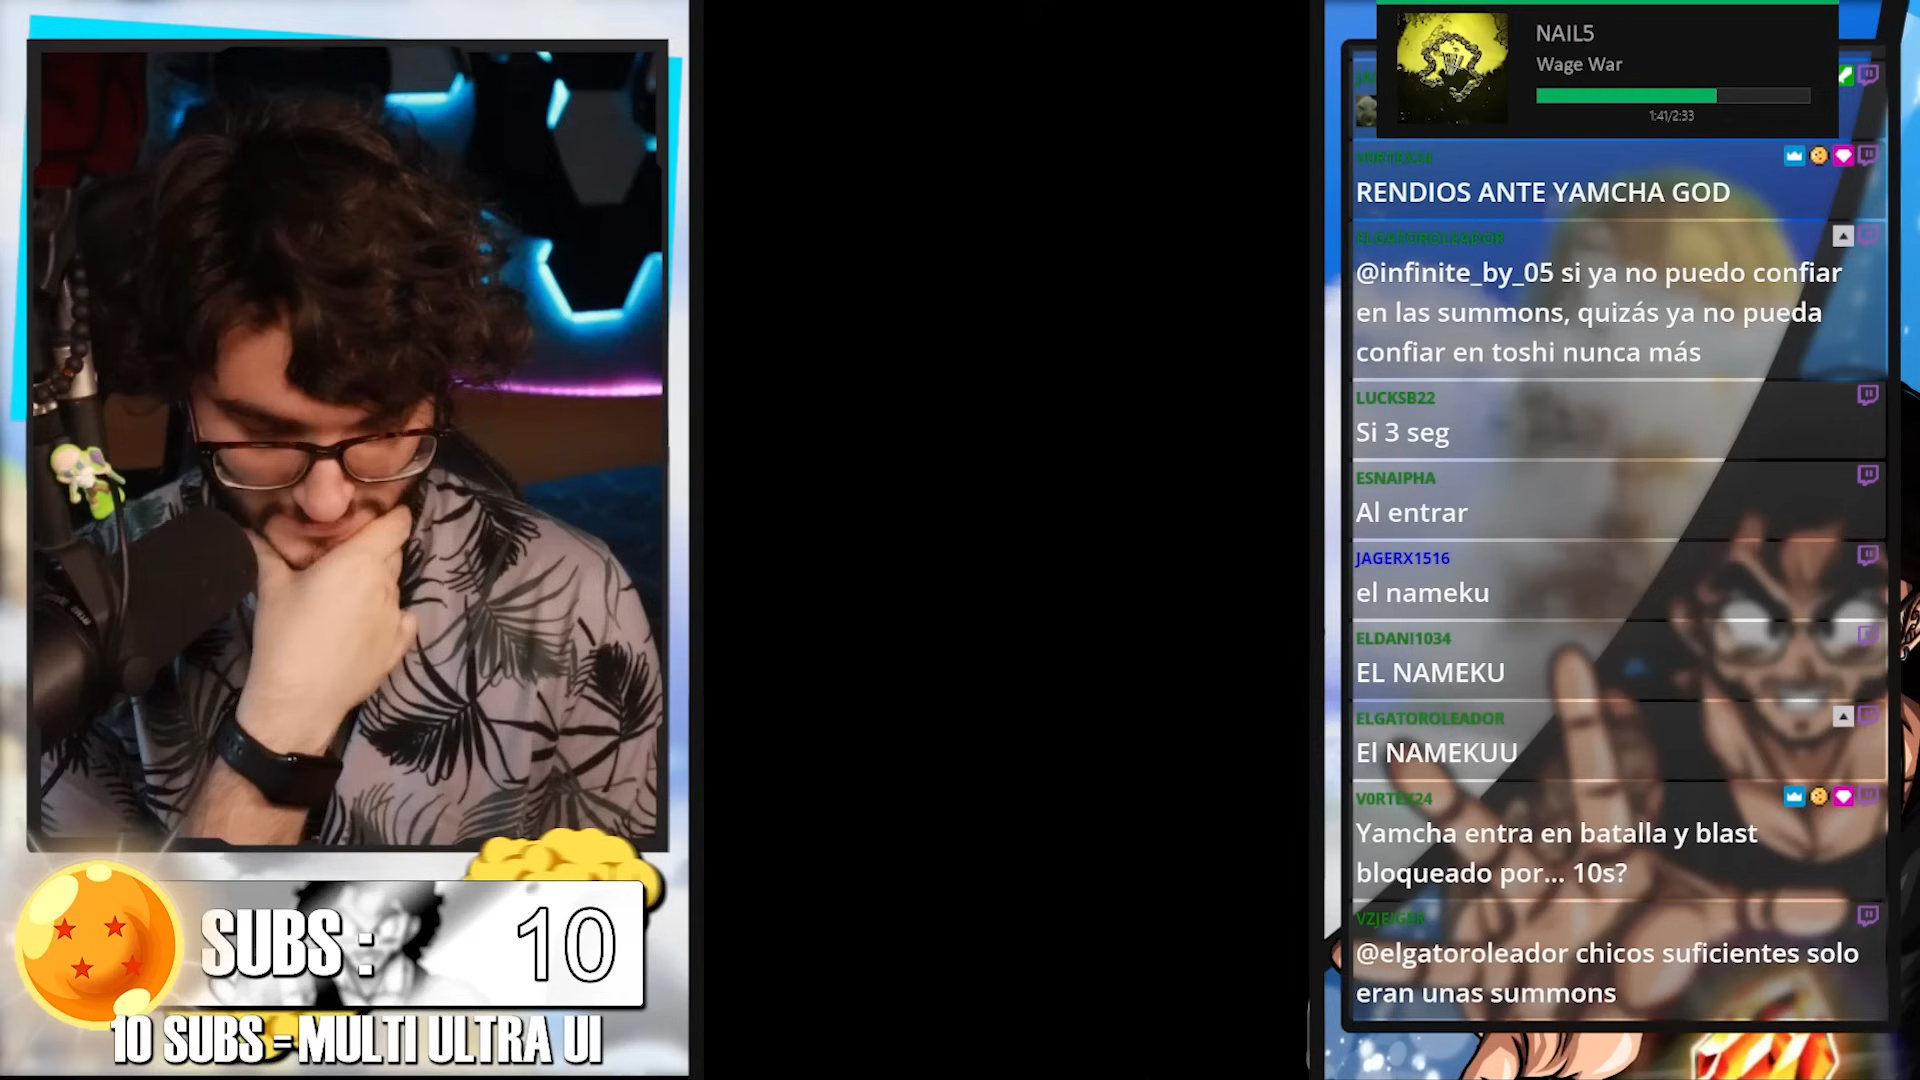 NAIL5
Wage War
1:41/2:33
V0RTEX24
RENDIOS ANTE YAMCHA GOD
ELGATOROLEADOR
@infinite_by_05 si ya no puedo confiar
en las summons, quizás ya no pueda
confiar en toshi nunca más
LUCKSB22
Si 3 seg
ESNAIPHA
Al entrar
JAGERX1516
el nameku
ELDANI1034
EL NAMEKU
ELGATOROLEADOR
El NAMEKUU
V0RTEX24
Yamcha entra en batalla y blast
bloqueado por... 10s?
@elgatoroleador chicos suficientes solo
eran unas summons
SUBS : 10
10 SUBS = MULTI ULTRA UI